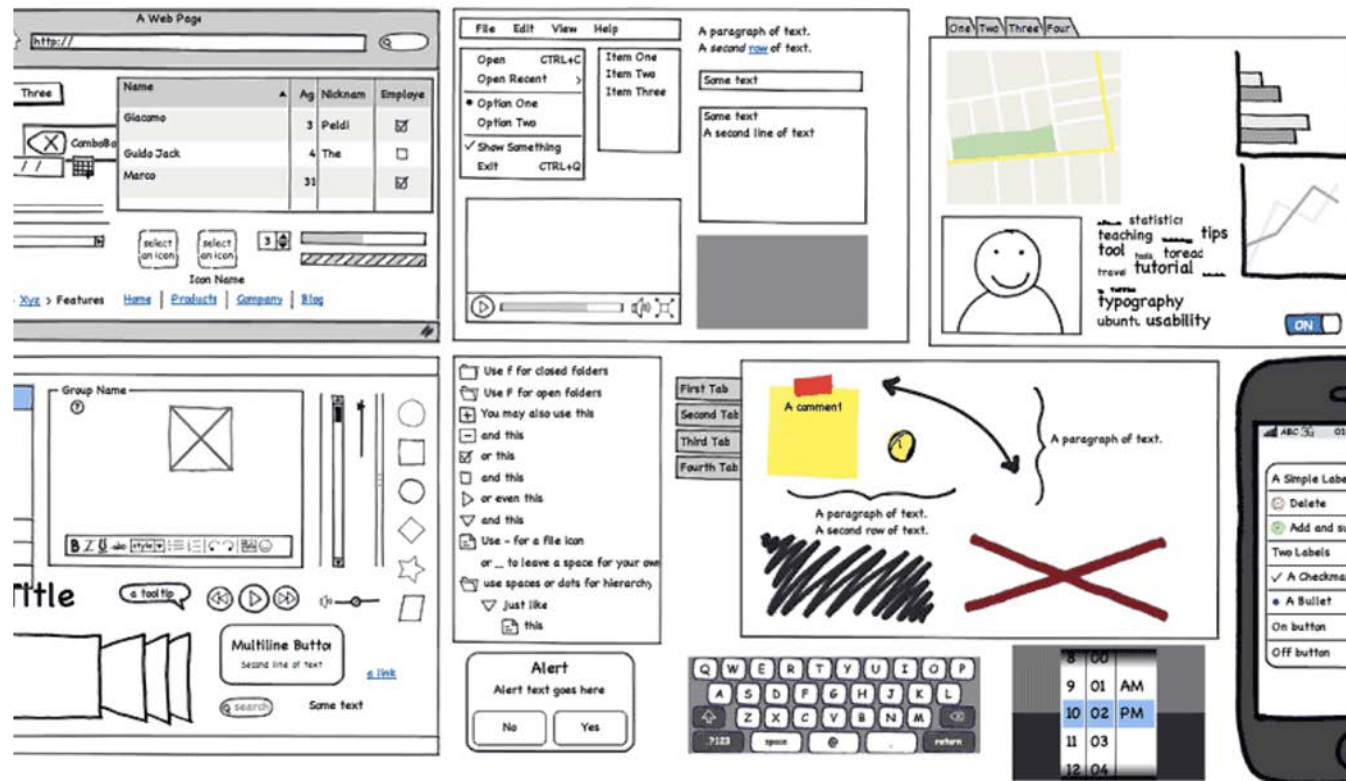 A Web Page
http://
Three
Name Ag Nicknam Employe
Giacomo 3 Peldi
Guido Jack 4 The
Marco 31
ComboBo
/ /
select an icon
select an icon
3
Icon Name
Xyz > Features Home Products Company Blog
File Edit View Help
Open CTRL+C
Open Recent >
Option One
Option Two
Show Something
Exit CTRL+Q
Item One
Item Two
Item Three
A paragraph of text.
A second row of text.
Some text
Some text
A second line of text
One Two Three Four
statistics
teaching tips
tool tools toread
travel tutorial
typography
ubuntu usability
ON
Group Name
?
B I U abc style
Title
a tooltip
Multiline Button
Second line of text
a link
search
Some text
Use f for closed folders
Use F for open folders
You may also use this
and this
or this
and this
or even this
and this
Use - for a file icon
or _ to leave a space for your own
use spaces or dots for hierarchy
Just like
this
Alert
Alert text goes here
No Yes
First Tab
Second Tab
Third Tab
Fourth Tab
A comment
A paragraph of text.
A paragraph of text.
A second row of text.
Q W E R T Y U I O P
A S D F G H J K L
Z X C V B N M
.?123 space @ . return
8 00
9 01 AM
10 02 PM
11 03
12 04
ABC 3G 01
A Simple Labe
Delete
Add and su
Two Labels
A Checkma
A Bullet
On button
Off button